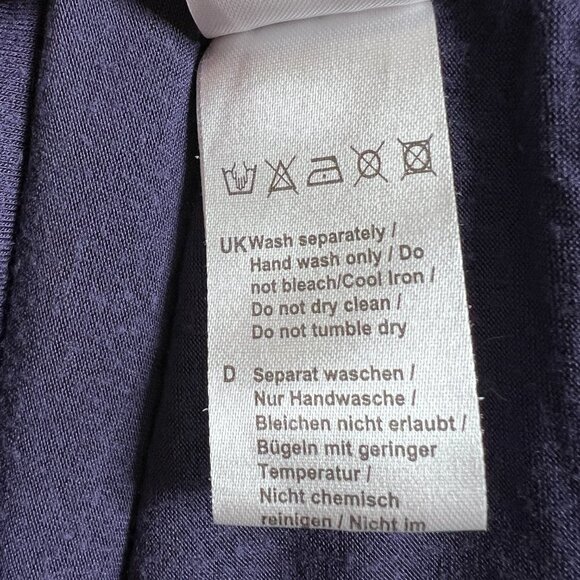 UK Wash separately /
Hand wash only / Do
not bleach/Cool Iron /
Do not dry clean /
Do not tumble dry
D Separat waschen /
Nur Handwäsche /
Bleichen nicht erlaubt /
Bügeln mit geringer
Temperatur /
Nicht chemisch
reinigen / Nicht im